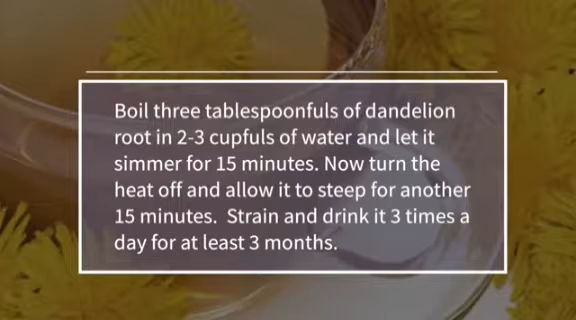 Boil three tablespoonfuls of dandelion
root in 2-3 cupfuls of water and let it
simmer for 15 minutes. Now turn the
heat off and allow it to steep for another
15 minutes.  Strain and drink it 3 times a
day for at least 3 months.